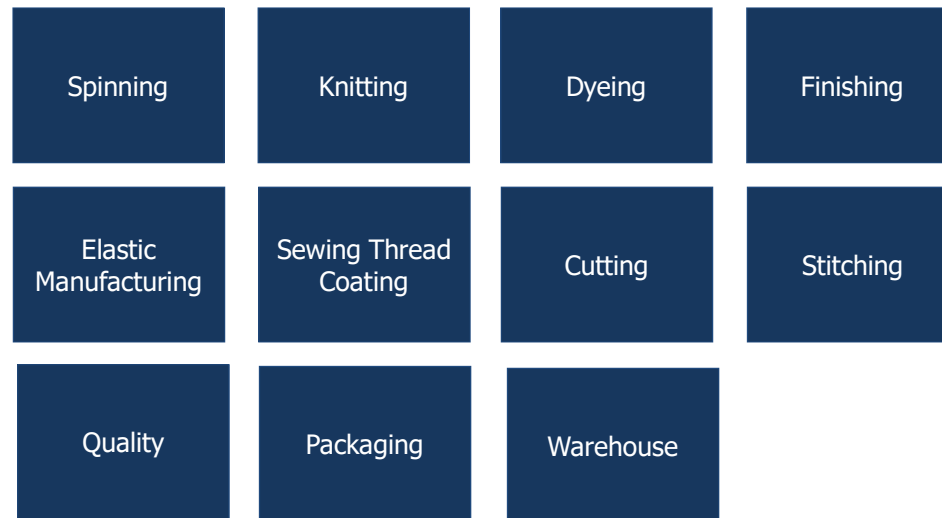 Spinning
Knitting
Dyeing
Finishing
Elastic
Manufacturing
Sewing Thread
Coating
Cutting
Stitching
Quality
Packaging
Warehouse